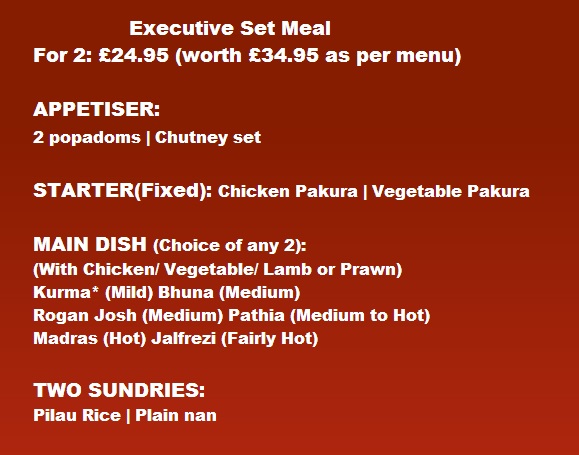 Executive Set Meal
For 2: £24.95 (worth £34.95 as per menu)
APPETISER:
2 popadoms | Chutney set
STARTER(Fixed): Chicken Pakura | Vegetable Pakura
MAIN DISH (Choice of any 2):
(With Chicken/ Vegetable/ Lamb or Prawn)
Kurma* (Mild) Bhuna (Medium)
Rogan Josh (Medium) Pathia (Medium to Hot)
Madras (Hot) Jalfrezi (Fairly Hot)
TWO SUNDRIES:
Pilau Rice | Plain nan